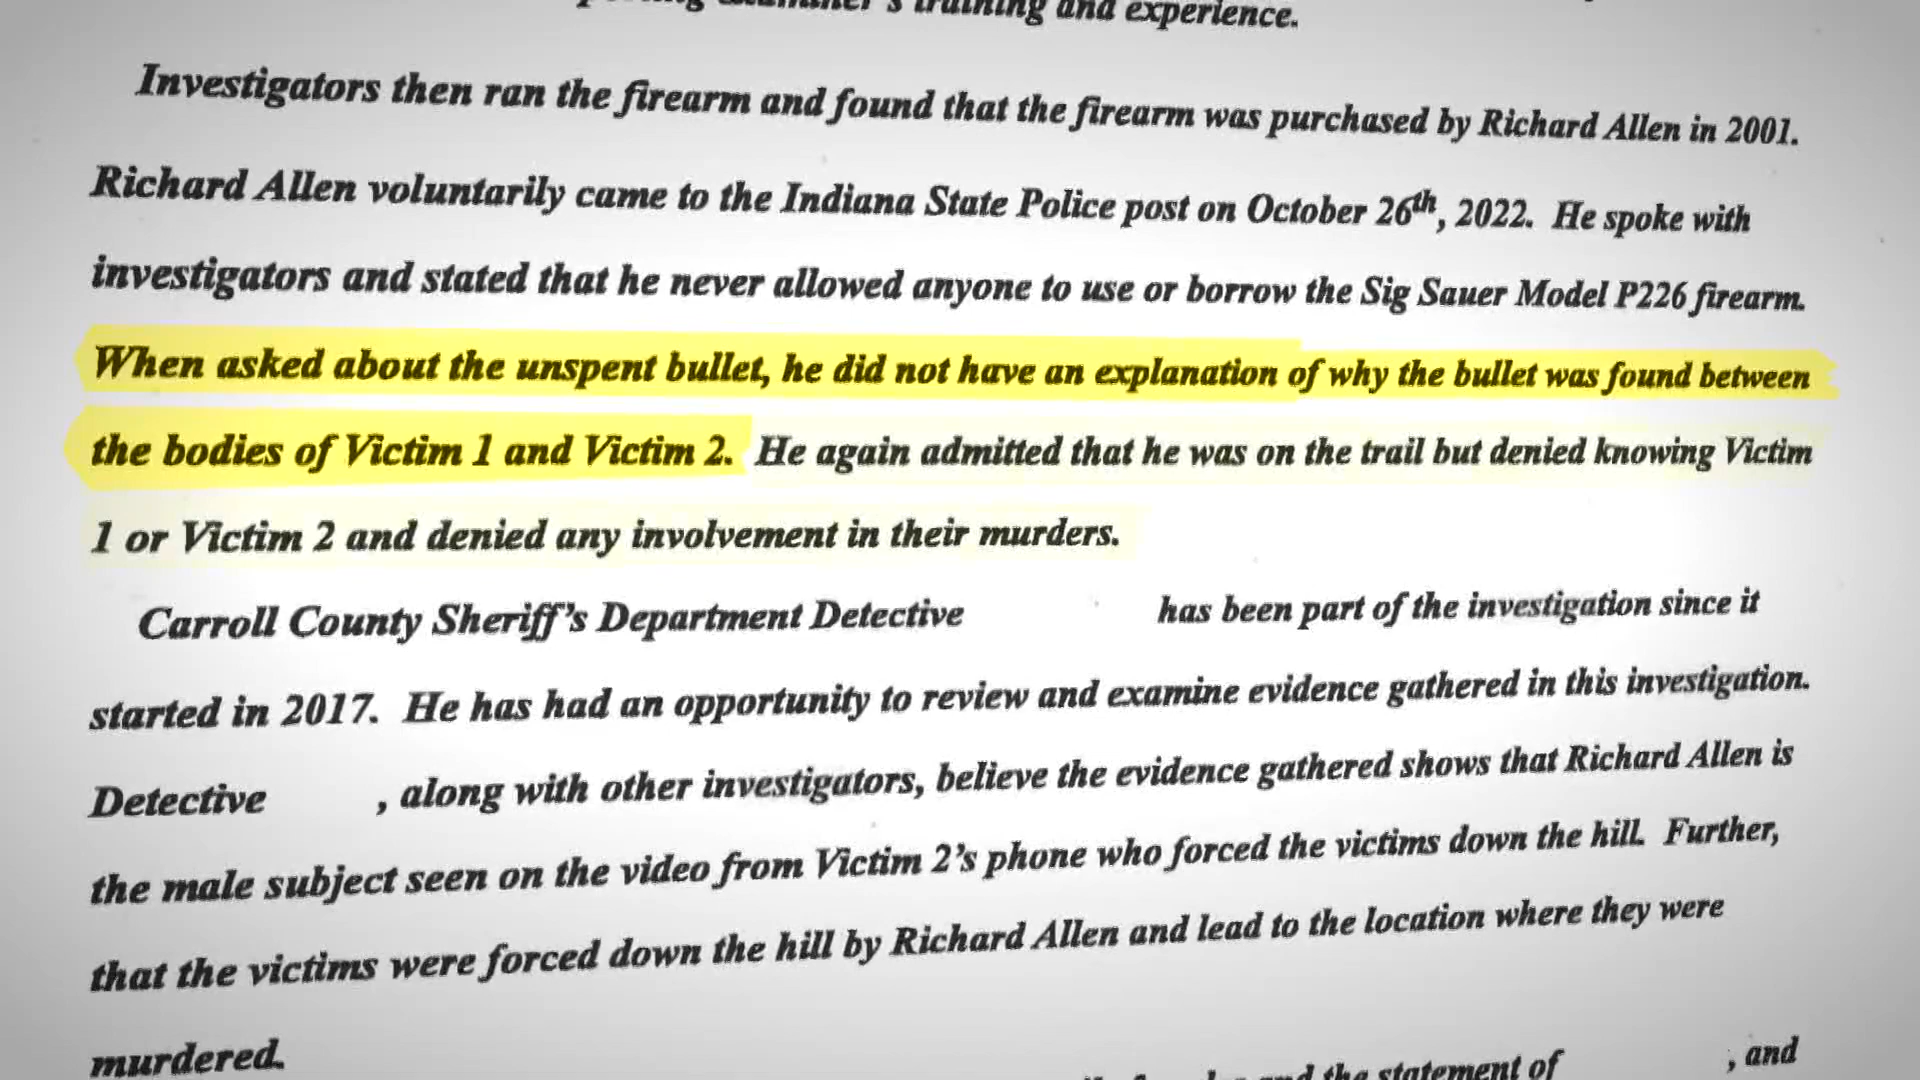 examiner's training and experience.
Investigators then ran the firearm and found that the firearm was purchased by Richard Allen in 2001.
Richard Allen voluntarily came to the Indiana State Police post on October 26th, 2022. He spoke with
investigators and stated that he never allowed anyone to use or borrow the Sig Sauer Model P226 firearm.
When asked about the unspent bullet, he did not have an explanation of why the bullet was found between
the bodies of Victim 1 and Victim 2. He again admitted that he was on the trail but denied knowing Victim
1 or Victim 2 and denied any involvement in their murders.
Carroll County Sheriff's Department Detective has been part of the investigation since it
started in 2017. He has had an opportunity to review and examine evidence gathered in this investigation.
Detective , along with other investigators, believe the evidence gathered shows that Richard Allen is
the male subject seen on the video from Victim 2's phone who forced the victims down the hill. Further,
that the victims were forced down the hill by Richard Allen and lead to the location where they were
murdered.
and the statement of , and